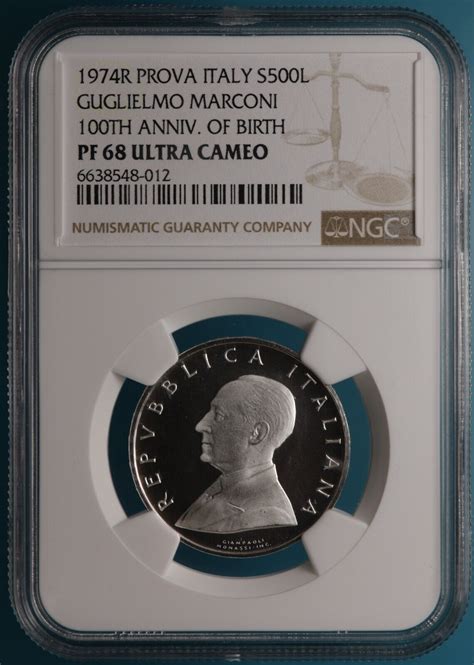 1974R PROVA ITALY S500L
GUGLIELMO MARCONI
100TH ANNIV. OF BIRTH
PF 68 ULTRA CAMEO
6638548-012
NUMISMATIC GUARANTY COMPANY
NGC®
REPVBBLICA ITALIANA
GIAMPAOLI
MONASSI-INC.